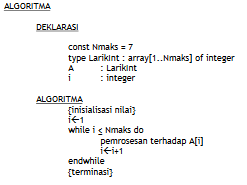 ALGORITMA
DEKLARASI
const Nmaks = 7
type LarikInt : array[1..Nmaks] of integer
A : LarikInt
i : integer
ALGORITMA
{inisialisasi nilai}
i←1
while i ≤ Nmaks do
pemrosesan terhadap A[i]
i←i+1
endwhile
{terminasi}